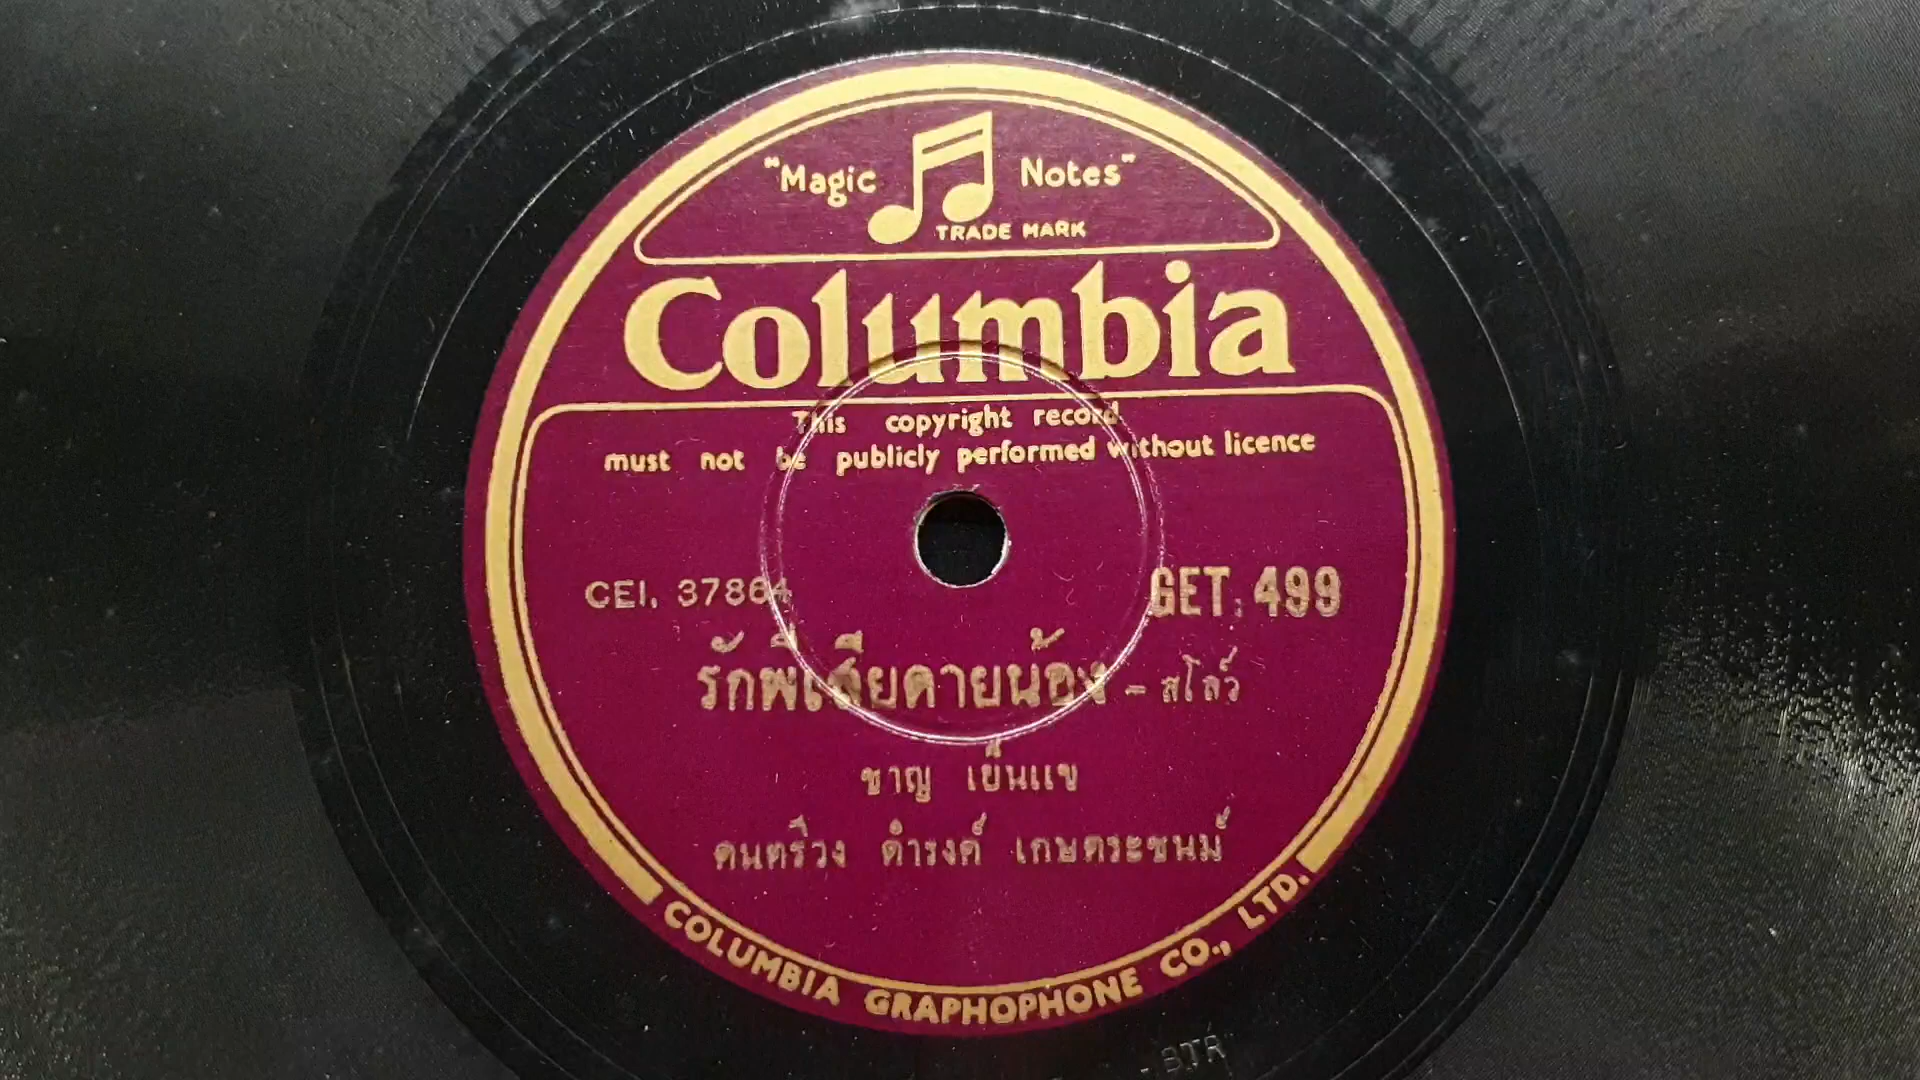 "Magic Notes"
TRADE MARK
Columbia
This copyright record
must not be publicly performed without licence
CEI. 37864 GET. 499
รักพี่เสียดายน้อง - สโลว์
ชาญ เย็นแข
ดนตรีวง ดำรงค์ เกษตระชนม์
COLUMBIA GRAPHOPHONE CO., LTD.